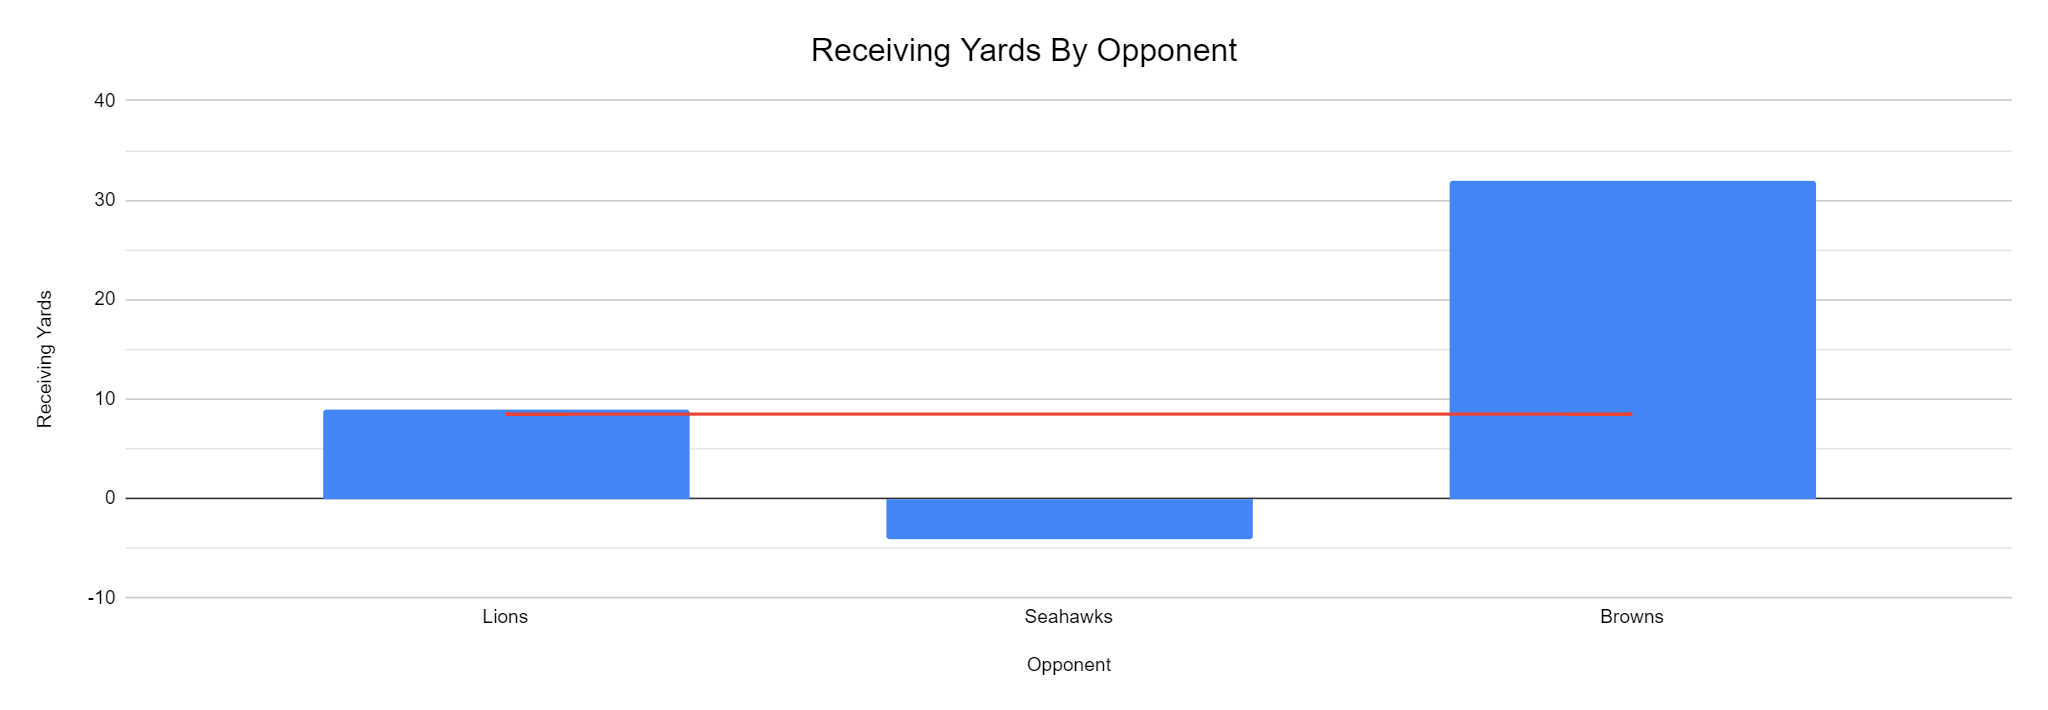 Receiving Yards By Opponent
40
30
20
10
0
-10
Receiving Yards
Lions
Seahawks
Browns
Opponent